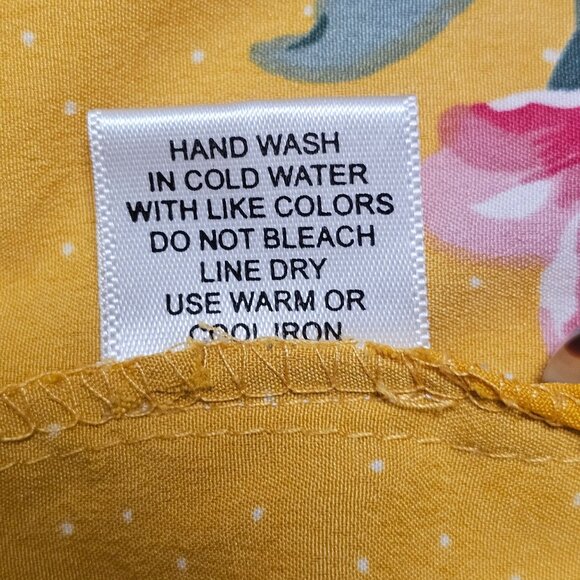 HAND WASH
IN COLD WATER
WITH LIKE COLORS
DO NOT BLEACH
LINE DRY
USE WARM OR
COOL IRON